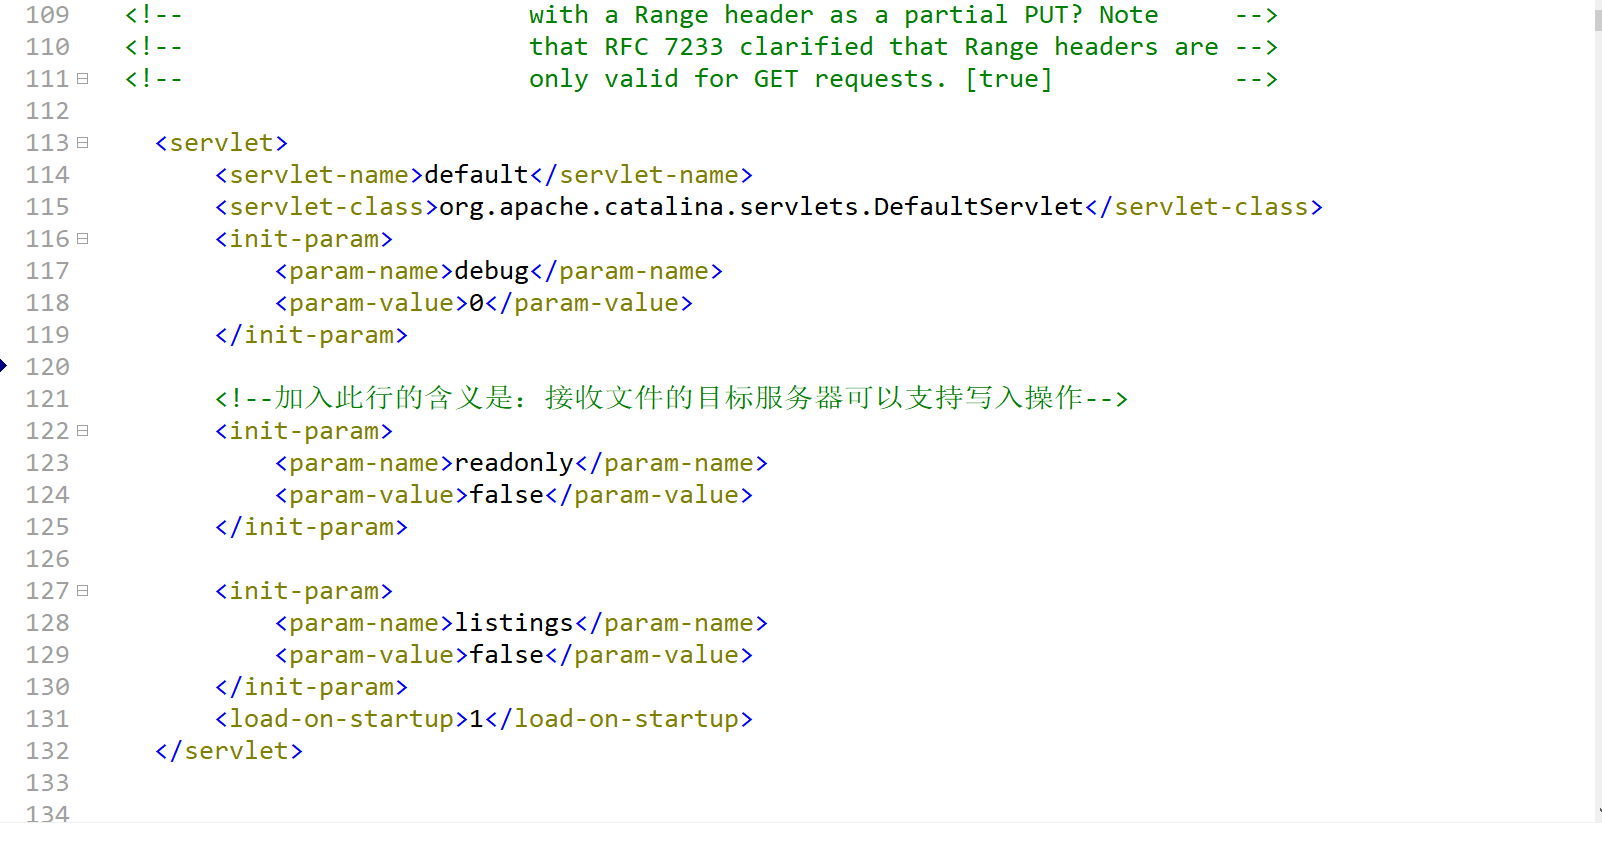 109 <!-- with a Range header as a partial PUT? Note -->
110 <!-- that RFC 7233 clarified that Range headers are -->
111 <!-- only valid for GET requests. [true] -->
112
113 <servlet>
114 <servlet-name>default</servlet-name>
115 <servlet-class>org.apache.catalina.servlets.DefaultServlet</servlet-class>
116 <init-param>
117 <param-name>debug</param-name>
118 <param-value>0</param-value>
119 </init-param>
120
121 <!--加入此行的含义是：接收文件的目标服务器可以支持写入操作-->
122 <init-param>
123 <param-name>readonly</param-name>
124 <param-value>false</param-value>
125 </init-param>
126
127 <init-param>
128 <param-name>listings</param-name>
129 <param-value>false</param-value>
130 </init-param>
131 <load-on-startup>1</load-on-startup>
132 </servlet>
133
134